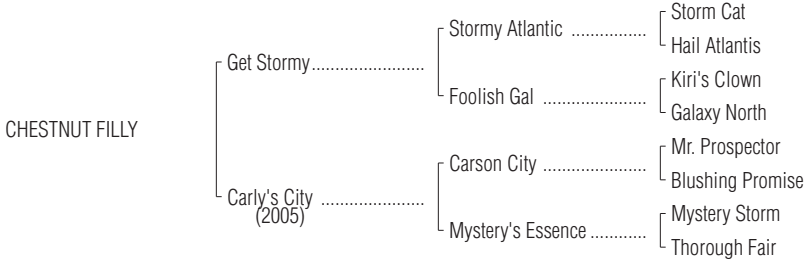 Storm Cat
Stormy Atlantic ................
Hail Atlantis
Get Stormy........................
Kiri's Clown
Foolish Gal ......................
Galaxy North
CHESTNUT FILLY
Mr. Prospector
Carson City ......................
Blushing Promise
Carly's City ......................
(2005)
Mystery Storm
Mystery's Essence ............
Thorough Fair